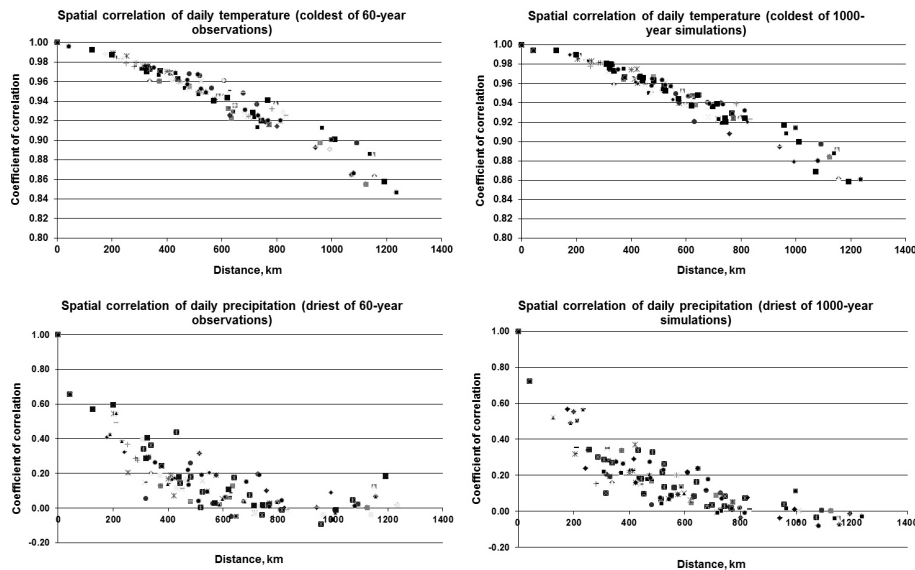 Spatial correlation of daily temperature (coldest of 60-year
observations)
Coefficient of correlation
1.00
0.98
0.96
0.94
0.92
0.90
0.88
0.86
0.84
0.82
0.80
0 200 400 600 800 1000 1200 1400
Distance, km
Spatial correlation of daily temperature (coldest of 1000-
year simulations)
Coefficient of correlation
1.00
0.98
0.96
0.94
0.92
0.90
0.88
0.86
0.84
0.82
0.80
0 200 400 600 800 1000 1200 1400
Distance, km
Spatial correlation of daily precipitation (driest of 60-year
observations)
Coefficient of correlation
1.00
0.80
0.60
0.40
0.20
0.00
-0.20
0 200 400 600 800 1000 1200 1400
Distance, km
Spatial correlation of daily precipitation (driest of 1000-year
simulations)
Coefficient of correlation
1.00
0.80
0.60
0.40
0.20
0.00
-0.20
0 200 400 600 800 1000 1200 1400
Distance, km